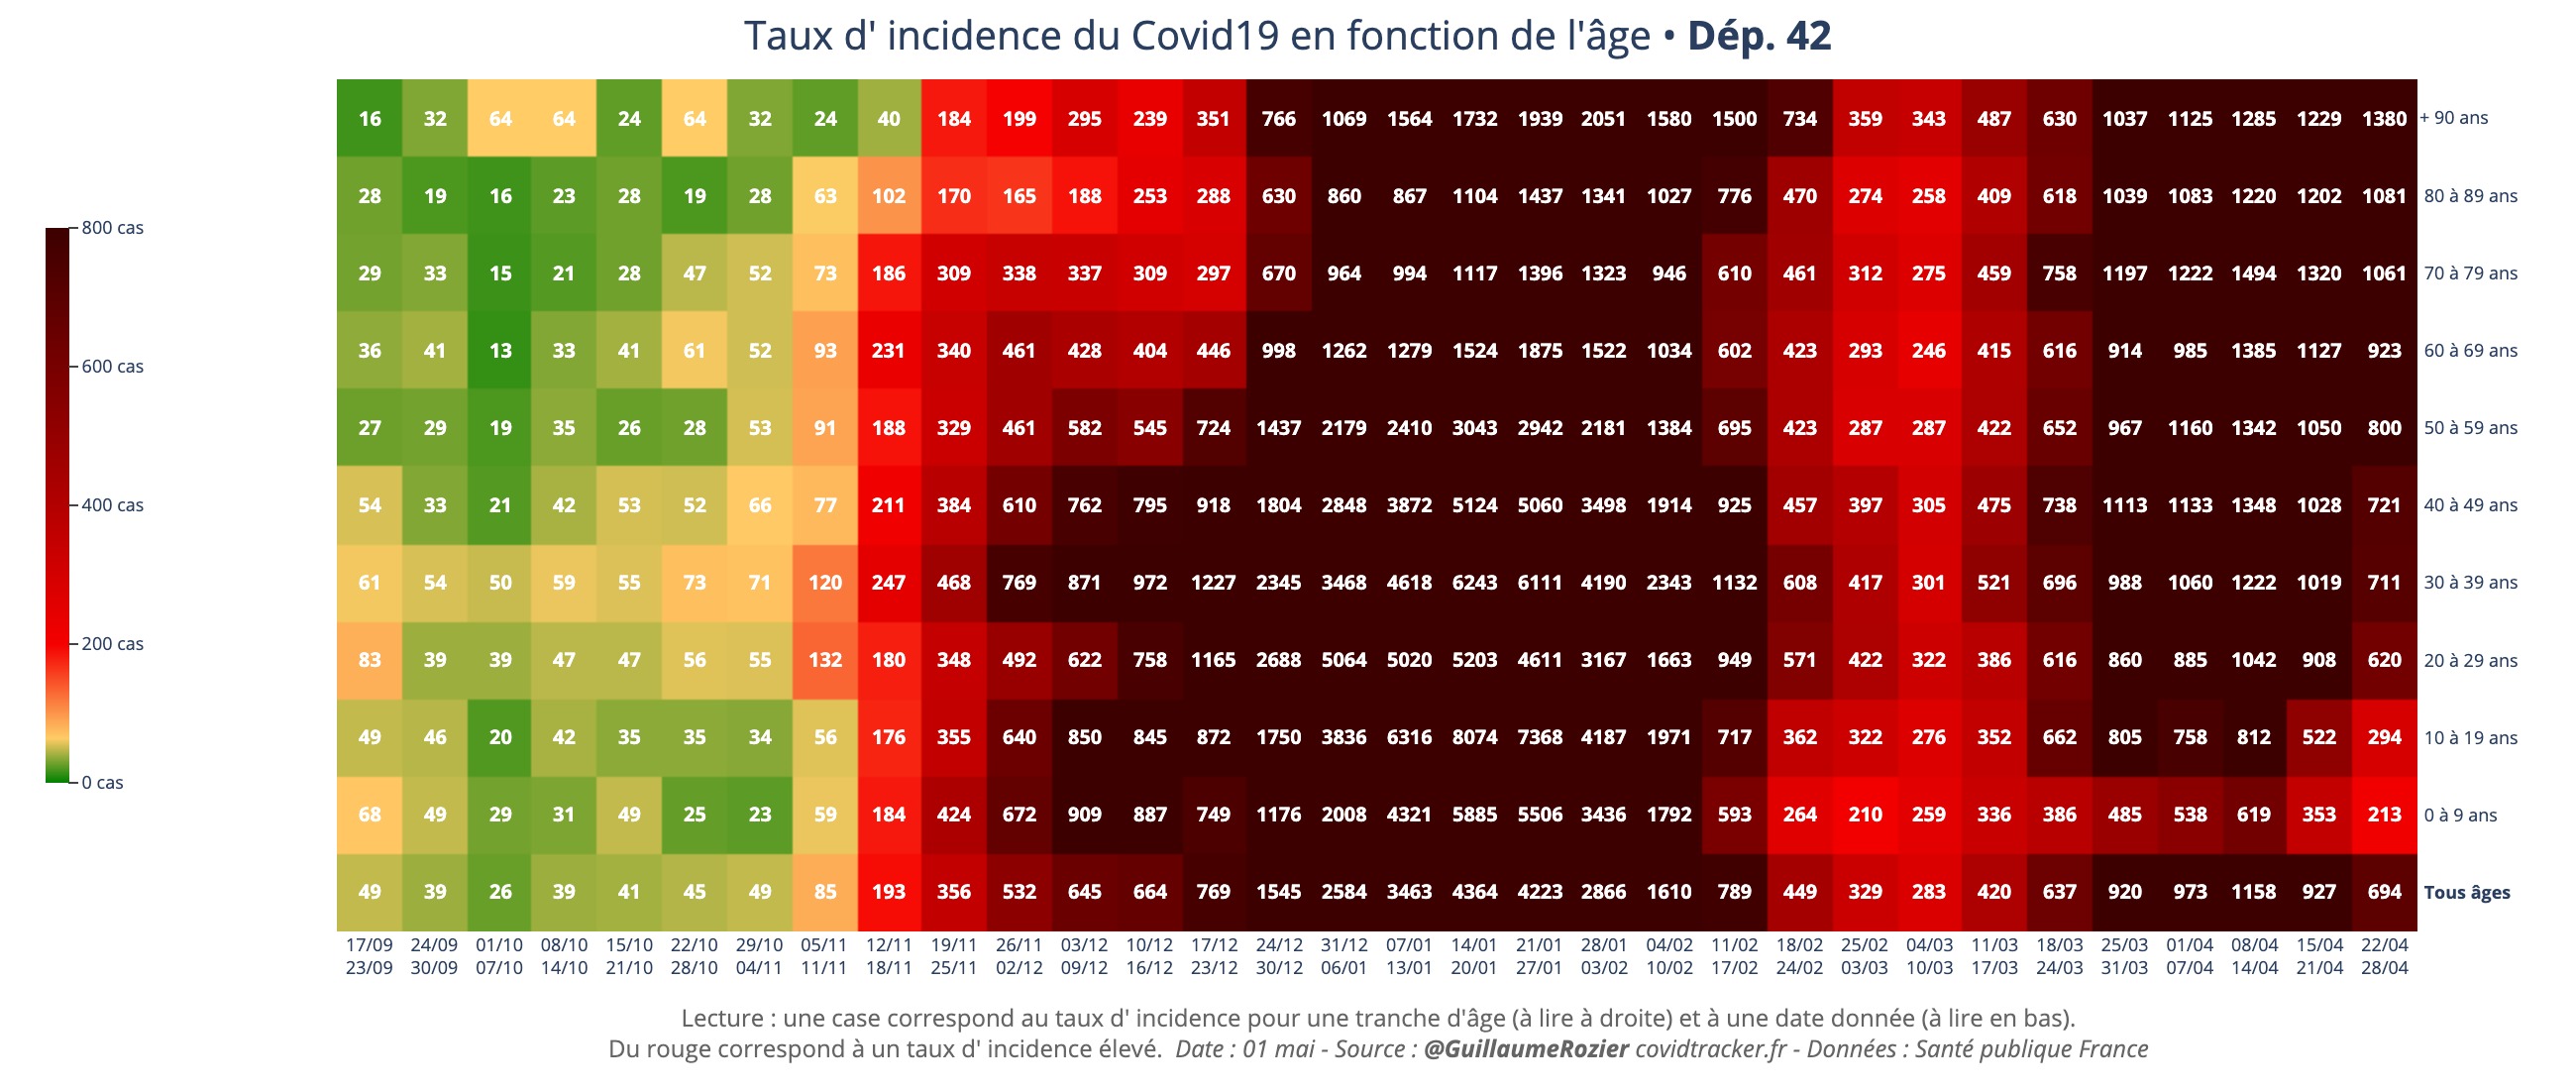 Taux d' incidence du Covid19 en fonction de l'âge • Dép. 42
16 32 64 64 24 64 32 24 40 184 199 295 239 351 766 1069 1564 1732 1939 2051 1580 1500 734 359 343 487 630 1037 1125 1285 1229 1380 + 90 ans
28 19 16 23 28 19 28 63 102 170 165 188 253 288 630 860 867 1104 1437 1341 1027 776 470 274 258 409 618 1039 1083 1220 1202 1081 80 à 89 ans
800 cas
29 33 15 21 28 47 52 73 186 309 338 337 309 297 670 964 994 1117 1396 1323 946 610 461 312 275 459 758 1197 1222 1494 1320 1061 70 à 79 ans
36 41 13 33 41 61 52 93 231 340 461 428 404 446 998 1262 1279 1524 1875 1522 1034 602 423 293 246 415 616 914 985 1385 1127 923 60 à 69 ans
600 cas
27 29 19 35 26 28 53 91 188 329 461 582 545 724 1437 2179 2410 3043 2942 2181 1384 695 423 287 287 422 652 967 1160 1342 1050 800 50 à 59 ans
400 cas
54 33 21 42 53 52 66 77 211 384 610 762 795 918 1804 2848 3872 5124 5060 3498 1914 925 457 397 305 475 738 1113 1133 1348 1028 721 40 à 49 ans
61 54 50 59 55 73 71 120 247 468 769 871 972 1227 2345 3468 4618 6243 6111 4190 2343 1132 608 417 301 521 696 988 1060 1222 1019 711 30 à 39 ans
200 cas
83 39 39 47 47 56 55 132 180 348 492 622 758 1165 2688 5064 5020 5203 4611 3167 1663 949 571 422 322 386 616 860 885 1042 908 620 20 à 29 ans
49 46 20 42 35 35 34 56 176 355 640 850 845 872 1750 3836 6316 8074 7368 4187 1971 717 362 322 276 352 662 805 758 812 522 294 10 à 19 ans
0 cas
68 49 29 31 49 25 23 59 184 424 672 909 887 749 1176 2008 4321 5885 5506 3436 1792 593 264 210 259 336 386 485 538 619 353 213 0 à 9 ans
49 39 26 39 41 45 49 85 193 356 532 645 664 769 1545 2584 3463 4364 4223 2866 1610 789 449 329 283 420 637 920 973 1158 927 694 Tous âges
17/09 24/09 01/10 08/10 15/10 22/10 29/10 05/11 12/11 19/11 26/11 03/12 10/12 17/12 24/12 31/12 07/01 14/01 21/01 28/01 04/02 11/02 18/02 25/02 04/03 11/03 18/03 25/03 01/04 08/04 15/04 22/04
23/09 30/09 07/10 14/10 21/10 28/10 04/11 11/11 18/11 25/11 02/12 09/12 16/12 23/12 30/12 06/01 13/01 20/01 27/01 03/02 10/02 17/02 24/02 03/03 10/03 17/03 24/03 31/03 07/04 14/04 21/04 28/04
Lecture : une case correspond au taux d' incidence pour une tranche d'âge (à lire à droite) et à une date donnée (à lire en bas).
Du rouge correspond à un taux d' incidence élevé. Date : 01 mai - Source : @GuillaumeRozier covidtracker.fr - Données : Santé publique France